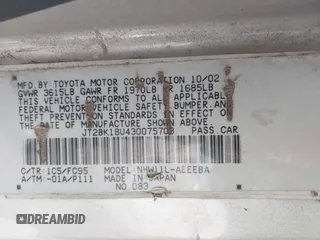 MFD BY TOYOTA MOTOR CORPORATION 10/02
GVWR 3615LB GAWR FR 1970LB RR 1685LB
THIS VEHICLE CONFORMS TO ALL APPLICABLE
FEDERAL MOTOR VEHICLE SAFETY, BUMPER, AND
THEFT PREVENTION STANDARDS IN EFFECT ON
THE DATE OF MANUFACTURE SHOWN ABOVE.
JT2BK18U430075703 PASS.CAR
C/TR 1C5/FC95 MODEL NHW11L-AEEEBA
A/TM -01A/P111 MADE IN JAPAN
NO.083